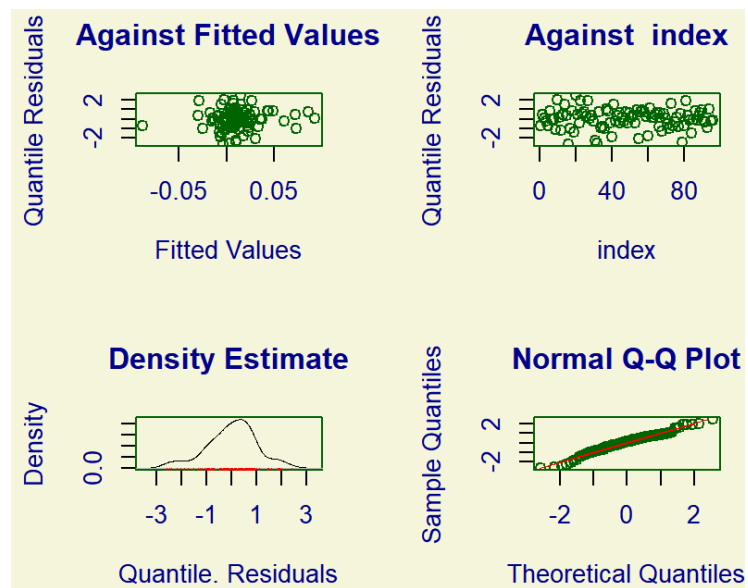 Against Fitted Values
Quantile Residuals
2
-2
-0.05 0.05
Fitted Values
Against  index
Quantile Residuals
2
-2
0 40 80
index
Density Estimate
Density
0.0
-3 -1 1 3
Quantile. Residuals
Normal Q-Q Plot
Sample Quantiles
2
-2
-2 0 2
Theoretical Quantiles